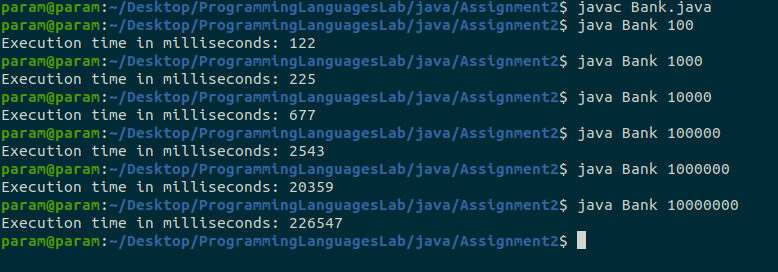 param@param:~/Desktop/ProgrammingLanguagesLab/java/Assignment2$ javac Bank.java
param@param:~/Desktop/ProgrammingLanguagesLab/java/Assignment2$ java Bank 100
Execution time in milliseconds: 122
param@param:~/Desktop/ProgrammingLanguagesLab/java/Assignment2$ java Bank 1000
Execution time in milliseconds: 225
param@param:~/Desktop/ProgrammingLanguagesLab/java/Assignment2$ java Bank 10000
Execution time in milliseconds: 677
param@param:~/Desktop/ProgrammingLanguagesLab/java/Assignment2$ java Bank 100000
Execution time in milliseconds: 2543
param@param:~/Desktop/ProgrammingLanguagesLab/java/Assignment2$ java Bank 1000000
Execution time in milliseconds: 20359
param@param:~/Desktop/ProgrammingLanguagesLab/java/Assignment2$ java Bank 10000000
Execution time in milliseconds: 226547
param@param:~/Desktop/ProgrammingLanguagesLab/java/Assignment2$